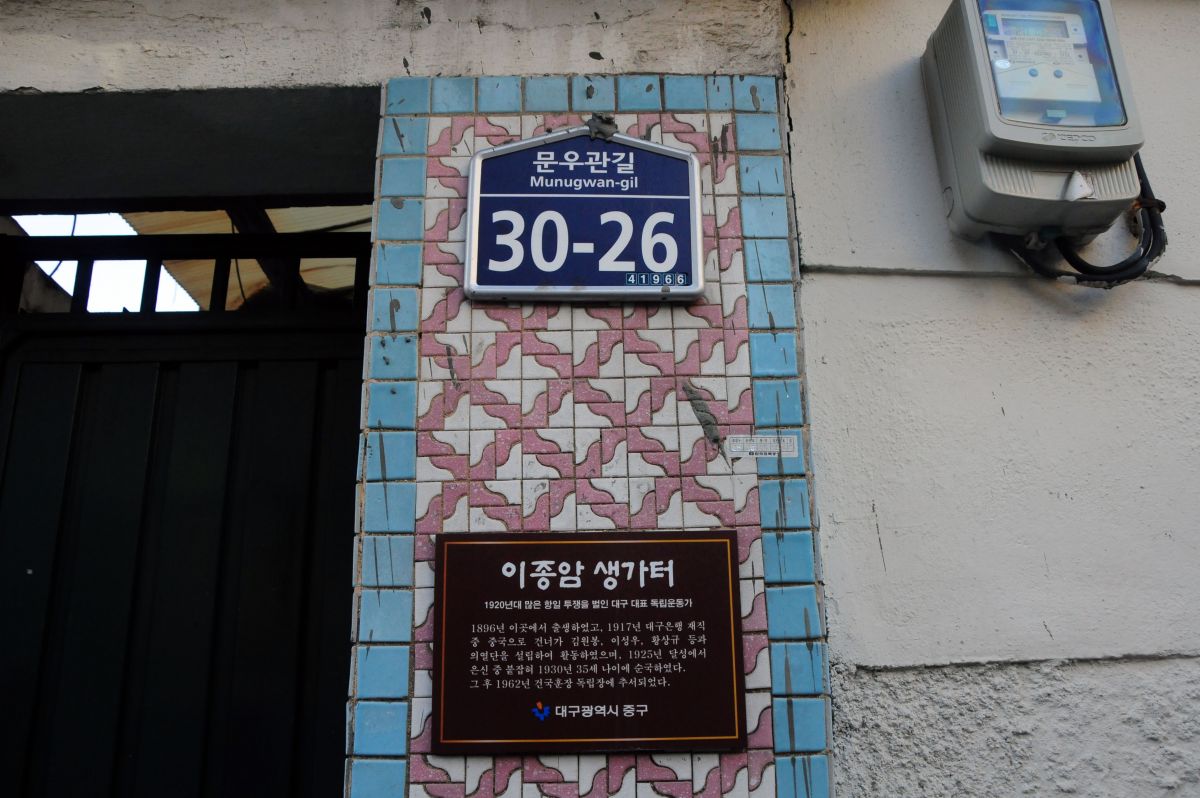 문우관길
Munugwan-gil
30-26
41966
이종암 생가터
1920년대 많은 항일 투쟁을 벌인 대구 대표 독립운동가
1896년 이곳에서 출생하였고, 1917년 대구은행 재직
중 중국으로 건너가 김원봉, 이성우, 황상규 등과
의열단을 설립하여 활동하였으며, 1925년 달성에서
은신 중 붙잡혀 1930년 35세 나이에 순국하였다.
그 후 1962년 건국훈장 독립장에 추서되었다.
대구광역시 중구